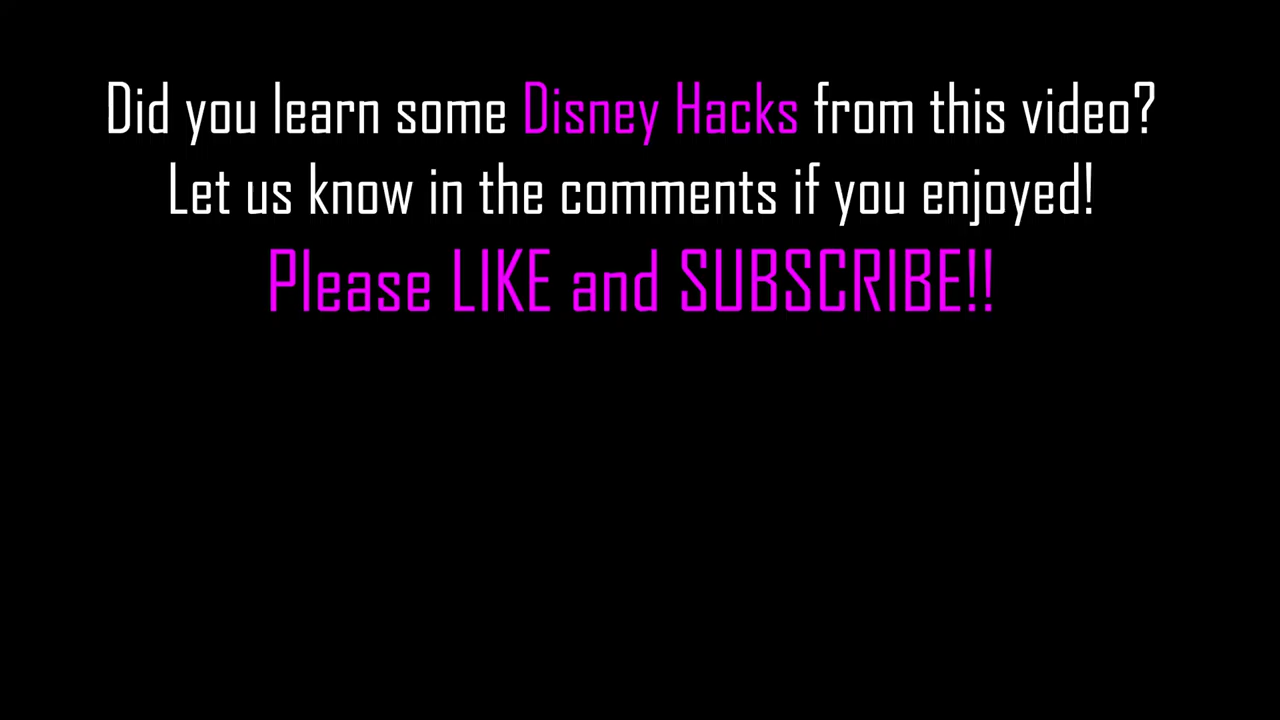 Did you learn some Disney Hacks from this video?
Let us know in the comments if you enjoyed!
Please LIKE and SUBSCRIBE!!